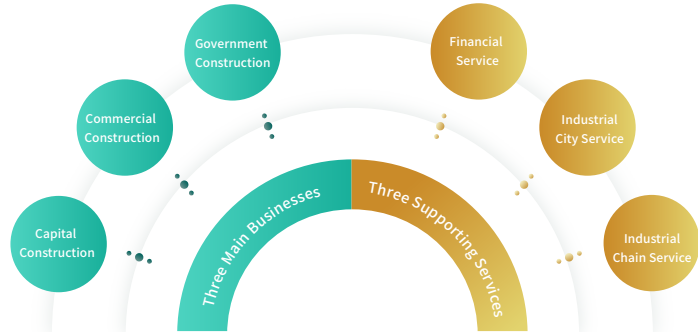 Government
Construction
Financial
Service
Commercial
Construction
Industrial
City Service
Three Main Businesses
Three Supporting Services
Capital
Construction
Industrial
Chain Service